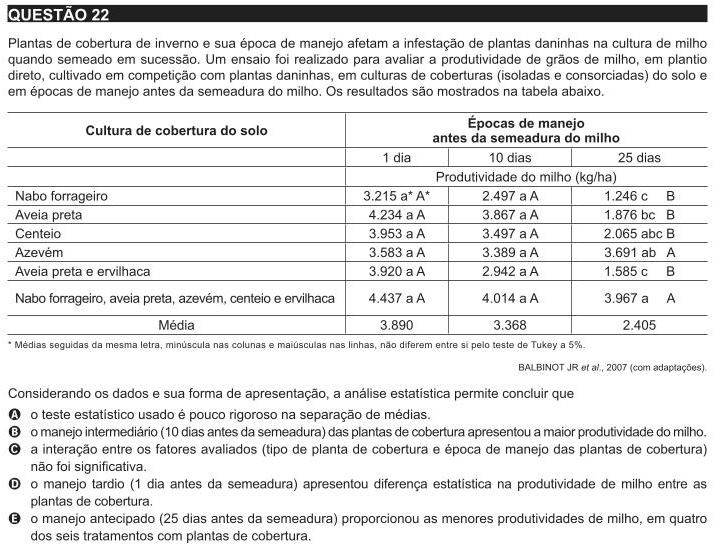 QUESTÃO 22
Plantas de cobertura de inverno e sua época de manejo afetam a infestação de plantas daninhas na cultura de milho
quando semeado em sucessão. Um ensaio foi realizado para avaliar a produtividade de grãos de milho, em plantio
direto, cultivado em competição com plantas daninhas, em culturas de coberturas (isoladas e consorciadas) do solo e
em épocas de manejo antes da semeadura do milho. Os resultados são mostrados na tabela abaixo.
Cultura de cobertura do solo
Épocas de manejo
antes da semeadura do milho
1 dia 10 dias 25 dias
Produtividade do milho (kg/ha)
Nabo forrageiro 3.215 a* A* 2.497 a A 1.246 c B
Aveia preta 4.234 a A 3.867 a A 1.876 bc B
Centeio 3.953 a A 3.497 a A 2.065 abc B
Azevém 3.583 a A 3.389 a A 3.691 ab A
Aveia preta e ervilhaca 3.920 a A 2.942 a A 1.585 c B
Nabo forrageiro, aveia preta, azevém, centeio e ervilhaca 4.437 a A 4.014 a A 3.967 a A
Média 3.890 3.368 2.405
* Médias seguidas da mesma letra, minúscula nas colunas e maiúsculas nas linhas, não diferem entre si pelo teste de Tukey a 5%.
BALBINOT JR et al., 2007 (com adaptações).
Considerando os dados e sua forma de apresentação, a análise estatística permite concluir que
A o teste estatístico usado é pouco rigoroso na separação de médias.
B o manejo intermediário (10 dias antes da semeadura) das plantas de cobertura apresentou a maior produtividade do milho.
C a interação entre os fatores avaliados (tipo de planta de cobertura e época de manejo das plantas de cobertura)
não foi significativa.
D o manejo tardio (1 dia antes da semeadura) apresentou diferença estatística na produtividade de milho entre as
plantas de cobertura.
E o manejo antecipado (25 dias antes da semeadura) proporcionou as menores produtividades de milho, em quatro
dos seis tratamentos com plantas de cobertura.